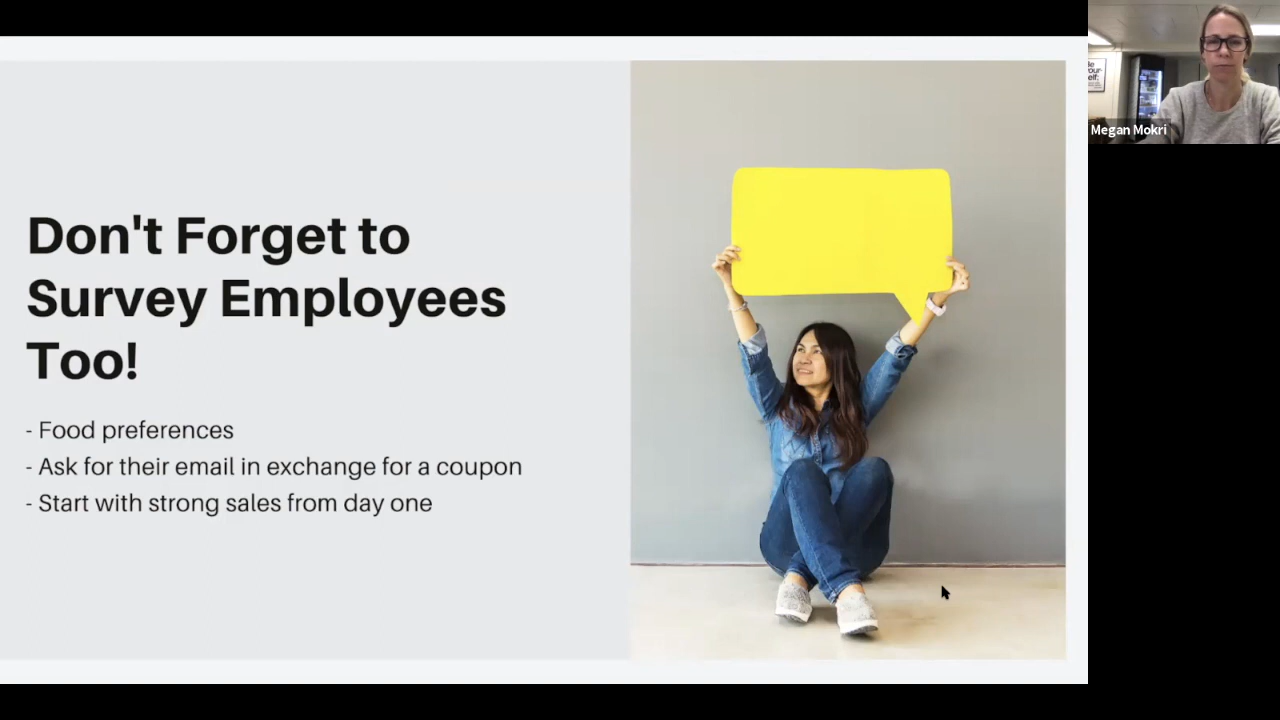 Don't Forget to
Survey Employees
Too!
- Food preferences
- Ask for their email in exchange for a coupon
- Start with strong sales from day one
Megan Mokri